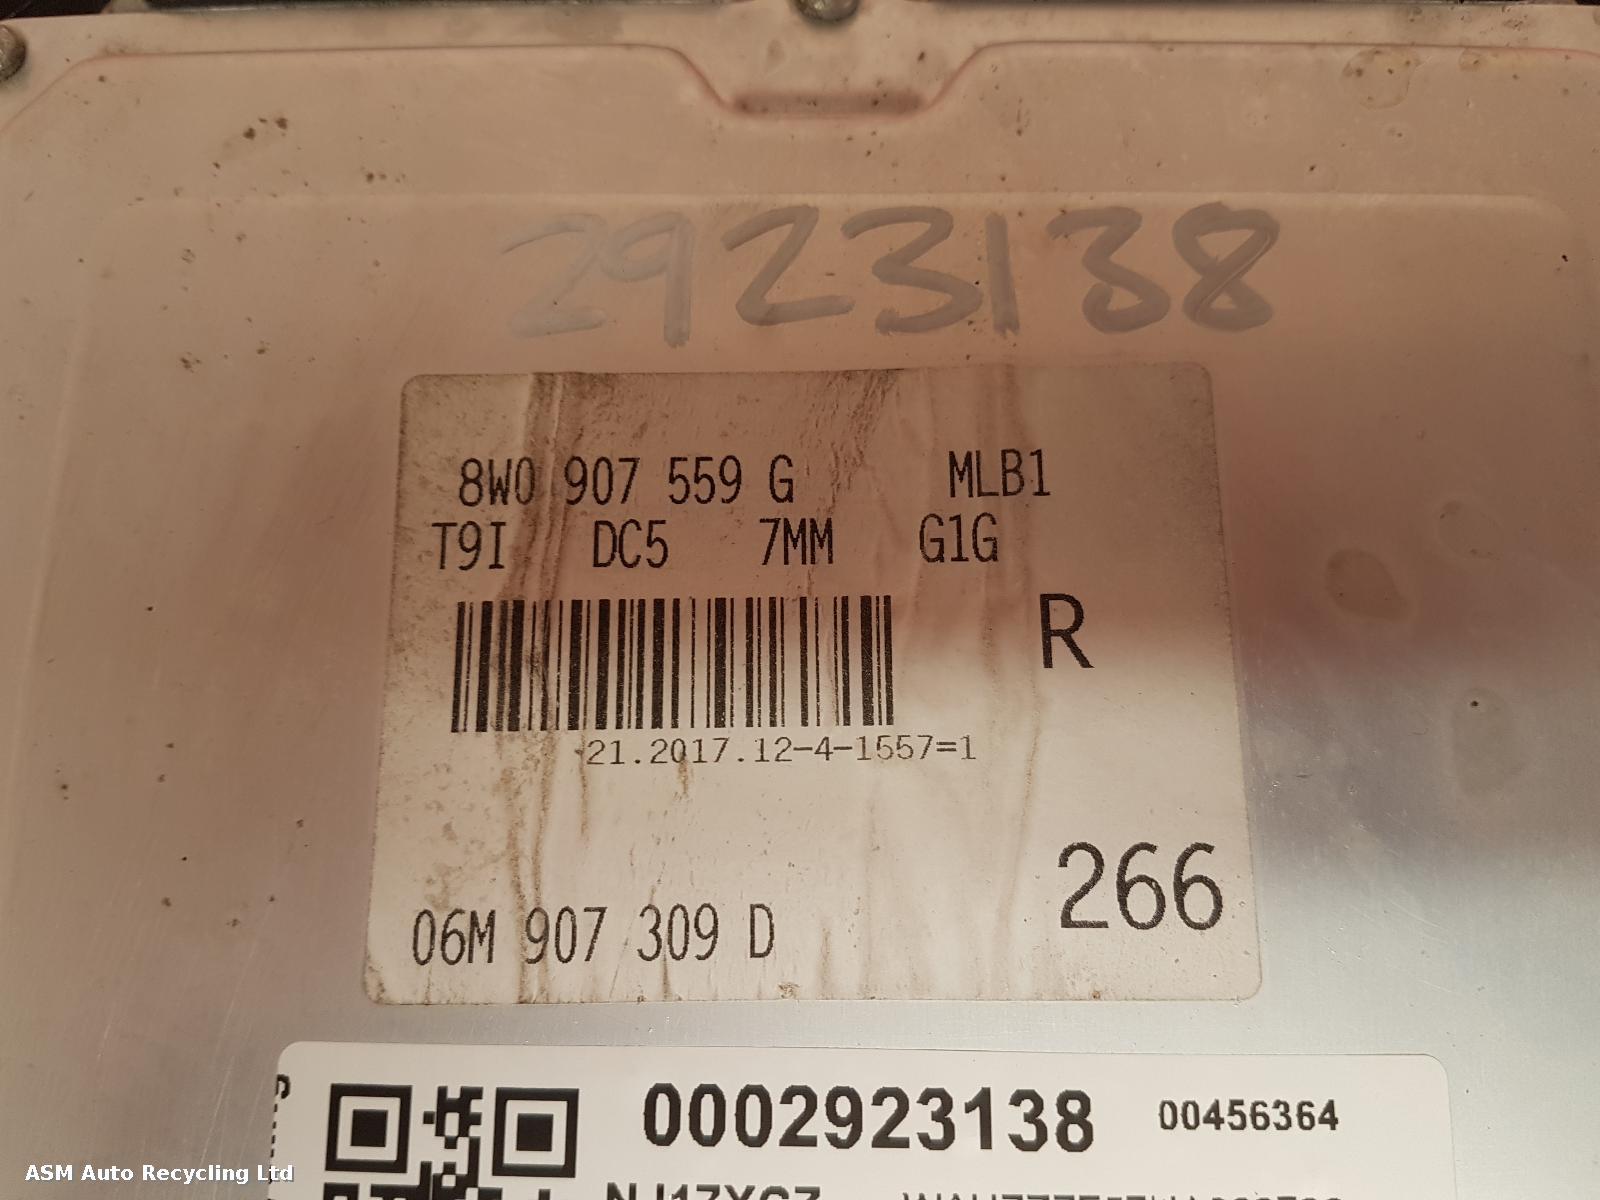 2923138
8W0 907 559 G MLB1
T9I DC5 7MM G1G
R
21.2017.12-4-1557=1
266
06M 907 309 D
0002923138 00456364
ASM Auto Recycling Ltd